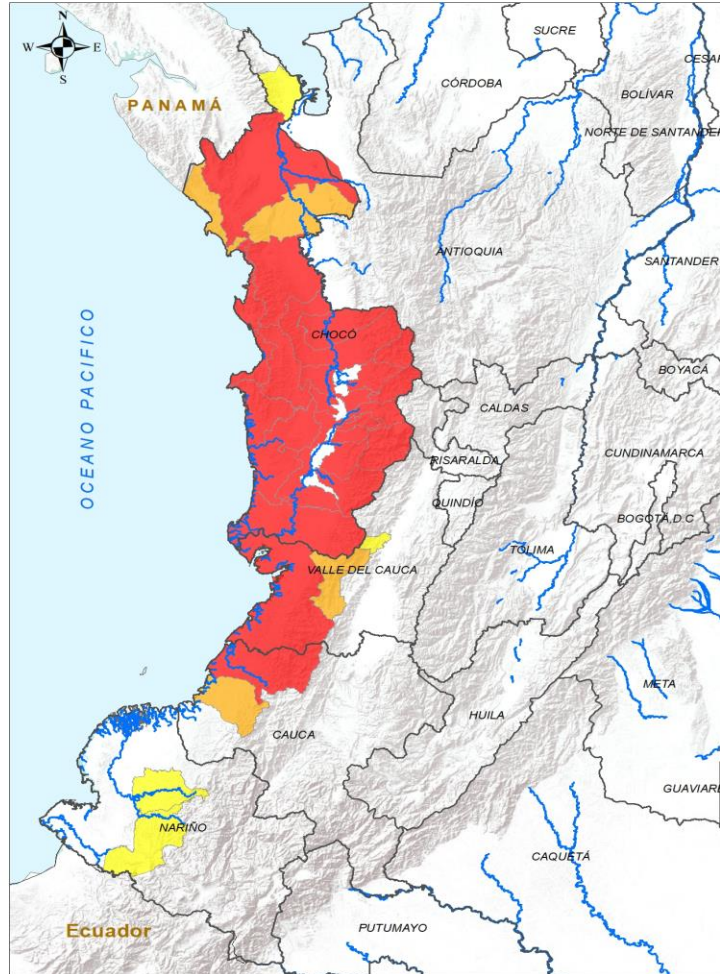 N
W
E
S
SUCRE
CESAR
CÓRDOBA
BOLÍVAR
PANAMÁ
NORTE DE SANTANDER
ANTIOQUIA
SANTANDER
OCEANO PACIFICO
CHOCÓ
BOYACÁ
CALDAS
CUNDINAMARCA
RISARALDA
QUINDÍO
BOGOTÁ,D.C
TOLIMA
VALLE DEL CAUCA
META
HUILA
CAUCA
GUAVIARE
NARIÑO
CAQUETÁ
Ecuador
PUTUMAYO